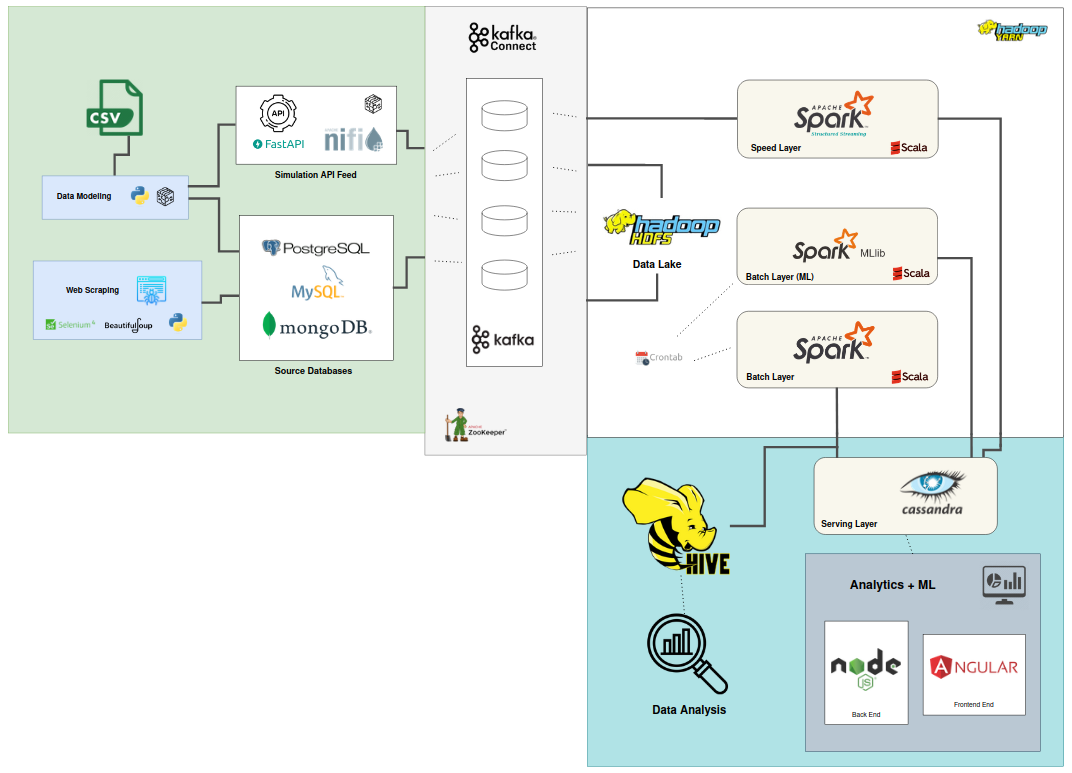 CSV
Data Modeling
Web Scraping
Selenium
BeautifulSoup
API
FastAPI
nifi
Simulation API Feed
PostgreSQL
MySQL
mongoDB
Source Databases
kafka
Connect
kafka
APACHE
ZooKeeper
hadoop
YARN
APACHE
Spark
Structured Streaming
Speed Layer
Scala
hadoop
HDFS
Data Lake
Spark MLlib
Batch Layer (ML)
Scala
Crontab
APACHE
Spark
Batch Layer
Scala
HIVE
Data Analysis
cassandra
Serving Layer
Analytics + ML
node
JS
Back End
ANGULAR
Frontend End